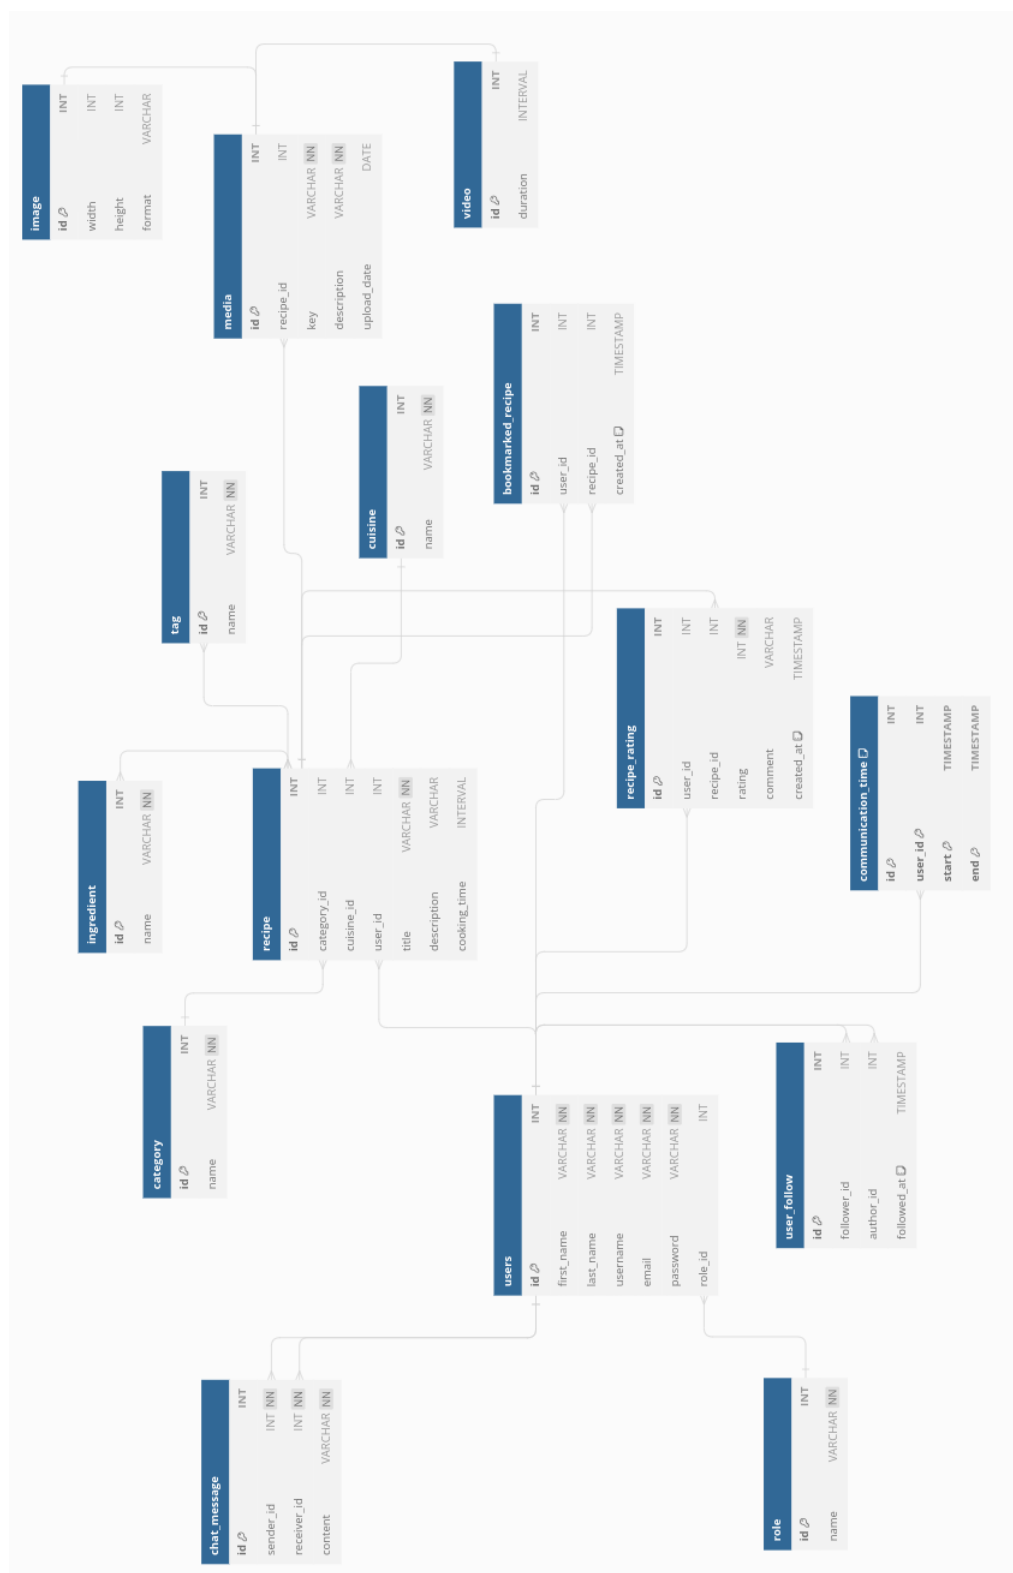 image
id INT
width INT
height INT
format VARCHAR
media
id INT
recipe_id INT
key VARCHAR NN
description VARCHAR NN
upload_date DATE
video
id INT
duration INTERVAL
tag
id INT
name VARCHAR NN
cuisine
id INT
name VARCHAR NN
bookmarked_recipe
id INT
user_id INT
recipe_id INT
created_at TIMESTAMP
ingredient
id INT
name VARCHAR NN
recipe
id INT
category_id INT
cuisine_id INT
user_id INT
title VARCHAR NN
description VARCHAR
cooking_time INTERVAL
recipe_rating
id INT
user_id INT
recipe_id INT
rating INT NN
comment VARCHAR
created_at TIMESTAMP
communication_time
id INT
user_id INT
start TIMESTAMP
end TIMESTAMP
category
id INT
name VARCHAR NN
users
id INT
first_name VARCHAR NN
last_name VARCHAR NN
username VARCHAR NN
email VARCHAR NN
password VARCHAR NN
role_id INT
user_follow
id INT
follower_id INT
author_id INT
followed_at TIMESTAMP
chat_message
id INT
sender_id INT NN
receiver_id INT NN
content VARCHAR NN
role
id INT
name VARCHAR NN